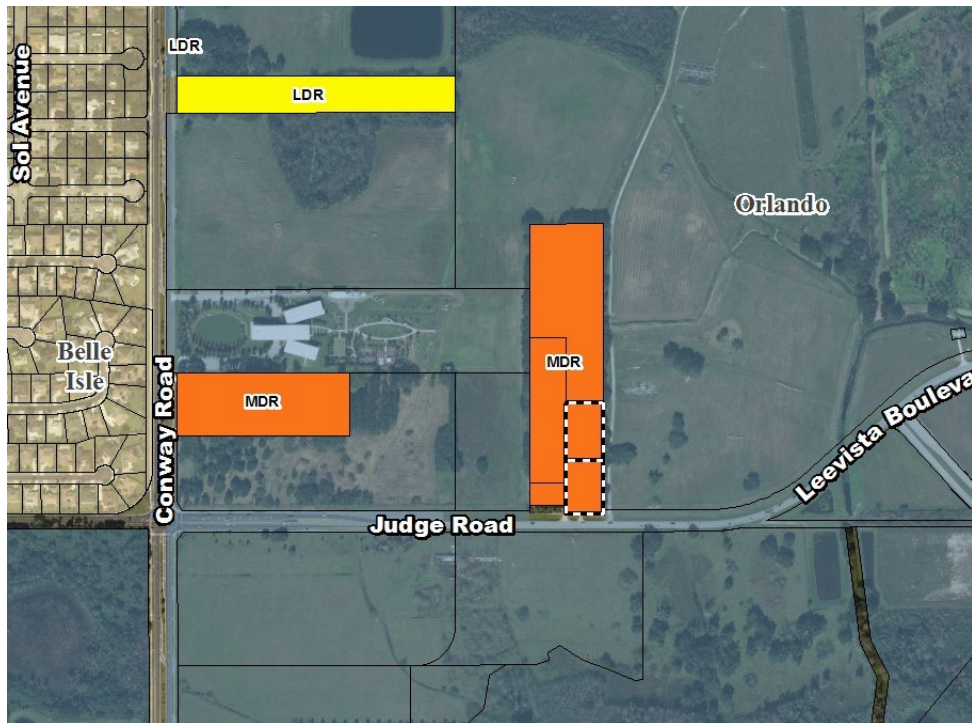 LDR
Sol Avenue
LDR
Orlando
Belle
Isle
MDR
MDR
Conway Road
Leevista Bouleva
Judge Road